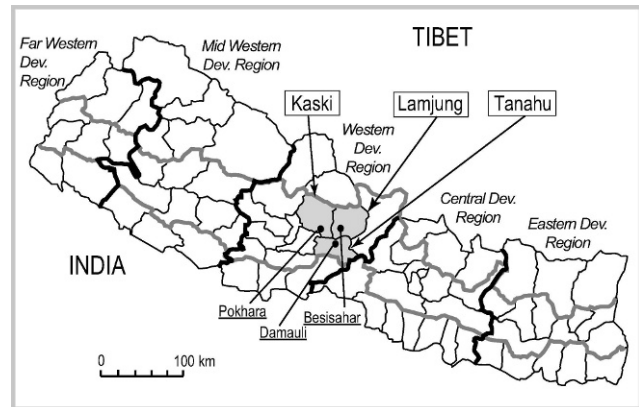 TIBET
Far Western
Dev.
Region
Mid Western
Dev. Region
Kaski
Lamjung
Tanahu
Western
Dev.
Region
Central Dev.
Region
Eastern Dev.
Region
INDIA
Pokhara
Damauli
Besisahar
0 100 km